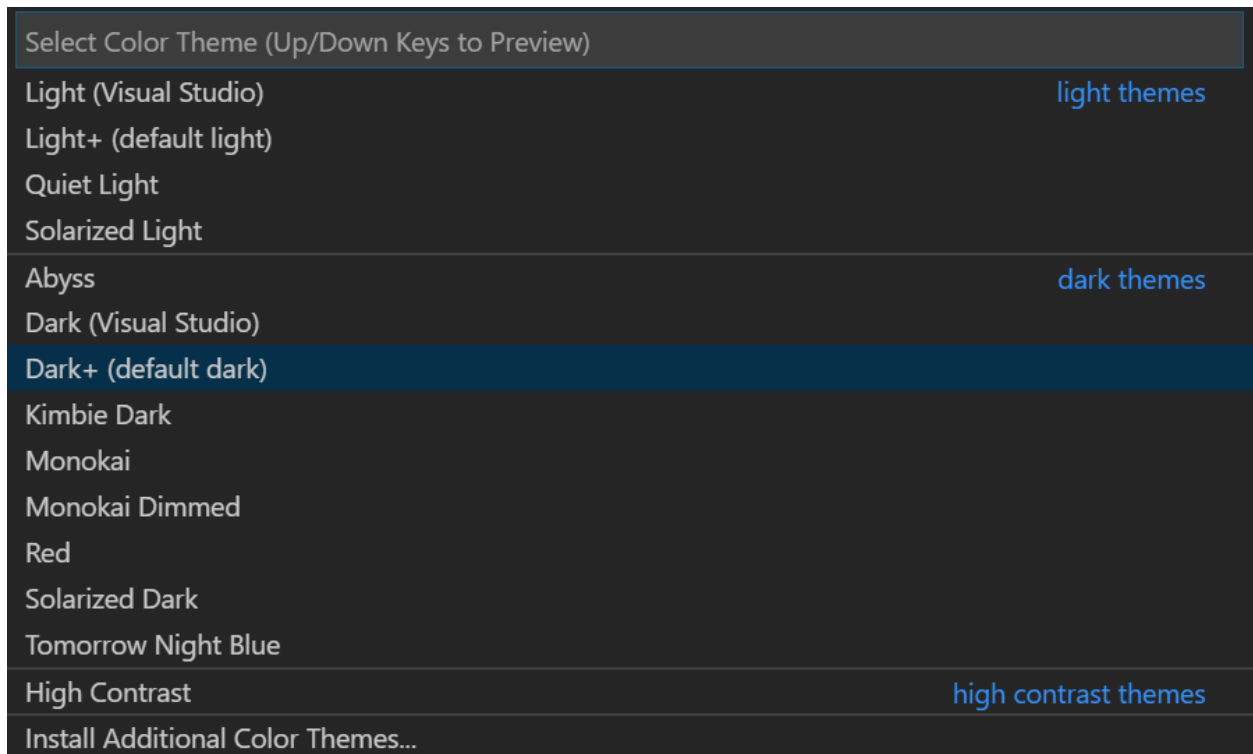 Select Color Theme (Up/Down Keys to Preview)
Light (Visual Studio) light themes
Light+ (default light)
Quiet Light
Solarized Light
Abyss dark themes
Dark (Visual Studio)
Dark+ (default dark)
Kimbie Dark
Monokai
Monokai Dimmed
Red
Solarized Dark
Tomorrow Night Blue
High Contrast high contrast themes
Install Additional Color Themes...